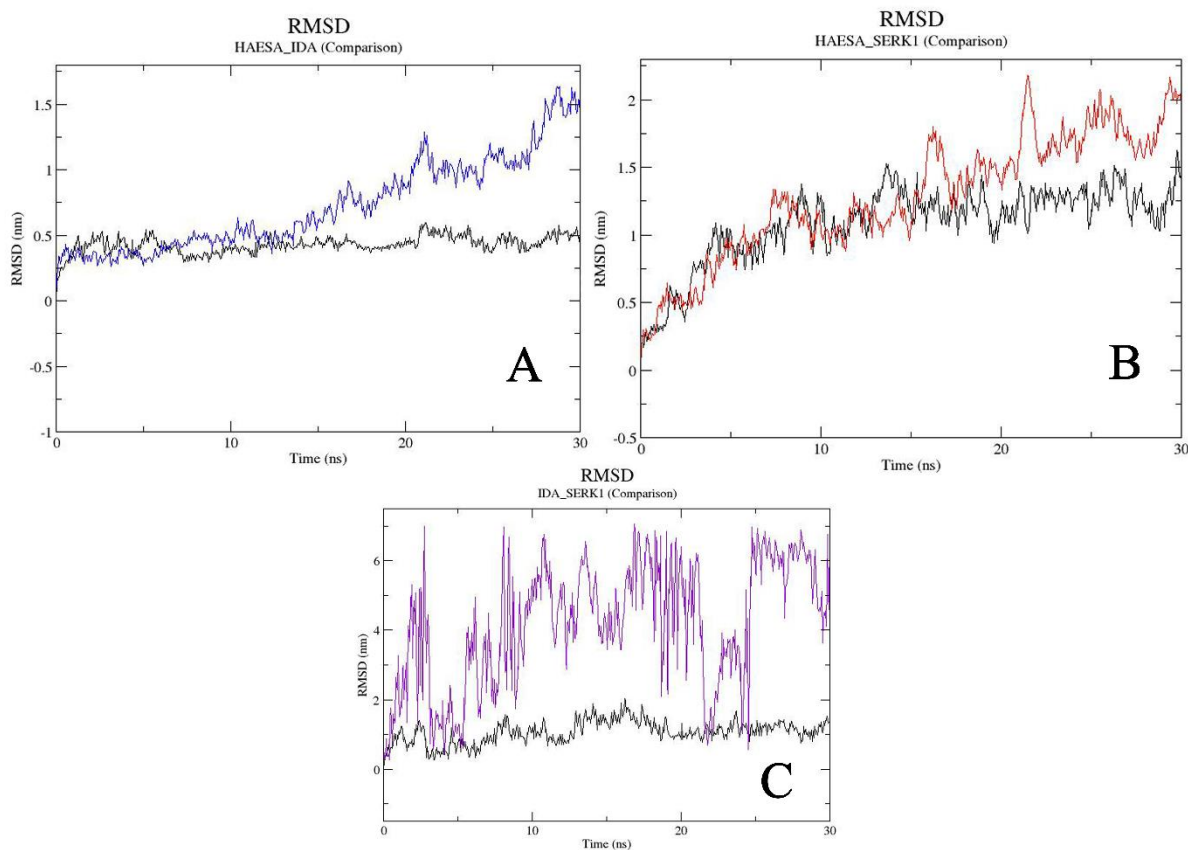 RMSD
HAESA_IDA (Comparison)
1.5
1
0.5
0
-0.5
-1
RMSD (nm)
0
10
20
30
Time (ns)
A
RMSD
HAESA_SERK1 (Comparison)
2
1.5
1
0.5
0
-0.5
RMSD (nm)
0
10
20
30
Time (ns)
B
RMSD
IDA_SERK1 (Comparison)
6
4
2
0
RMSD (nm)
0
10
20
30
Time (ns)
C